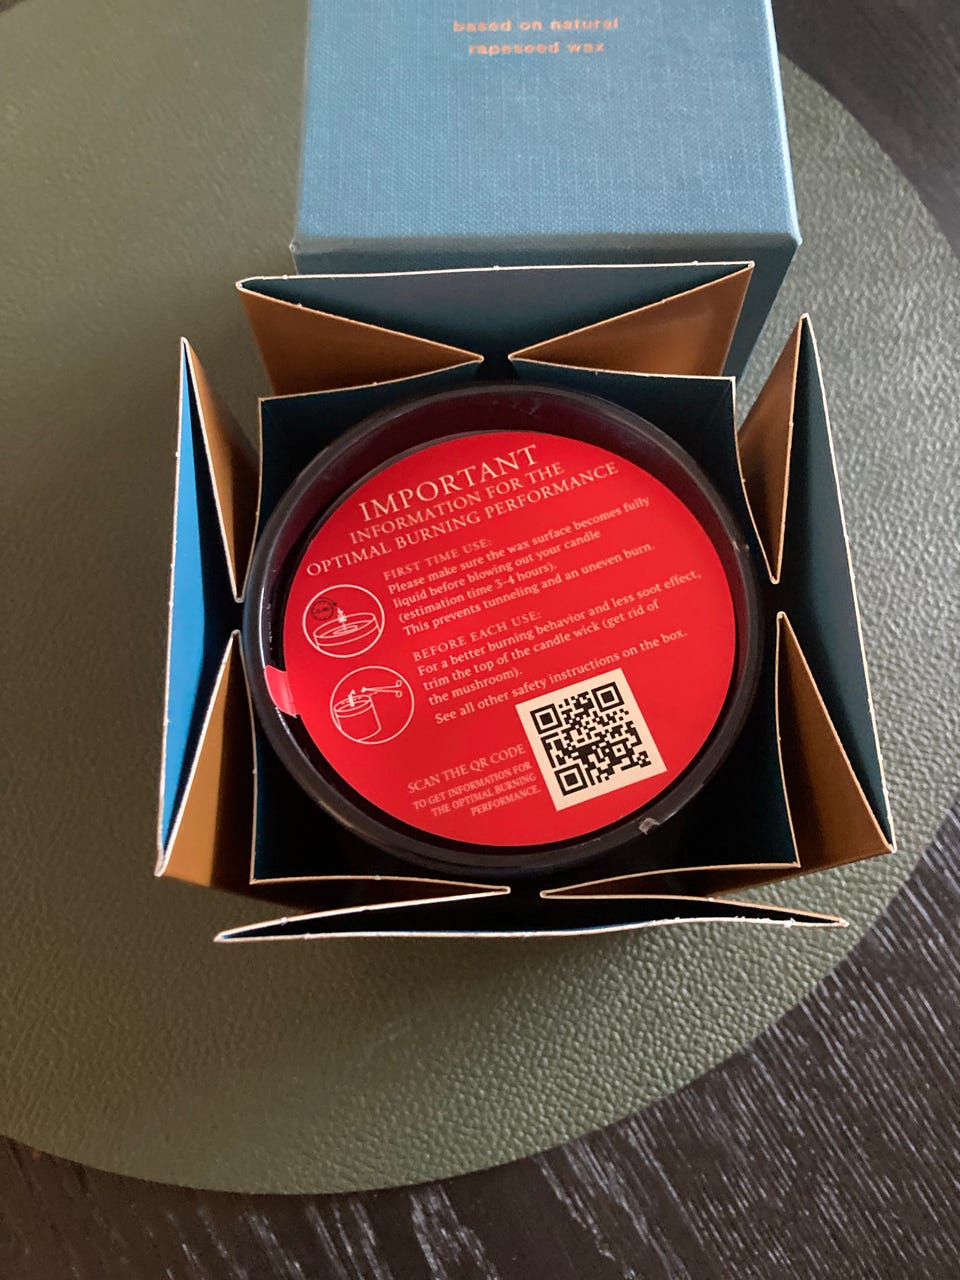 based on natural
rapeseed wax
IMPORTANT
INFORMATION FOR THE
OPTIMAL BURNING PERFORMANCE
FIRST TIME USE:
Please make sure the wax surface becomes fully
liquid before blowing out your candle
(estimation time 3-4 hours).
This prevents tunneling and an uneven burn.
BEFORE EACH USE:
For a better burning behavior and less soot effect,
trim the top of the candle wick (get rid of
the mushroom).
See all other safety instructions on the box.
SCAN THE QR CODE
TO GET INFORMATION FOR
THE OPTIMAL BURNING
PERFORMANCE.